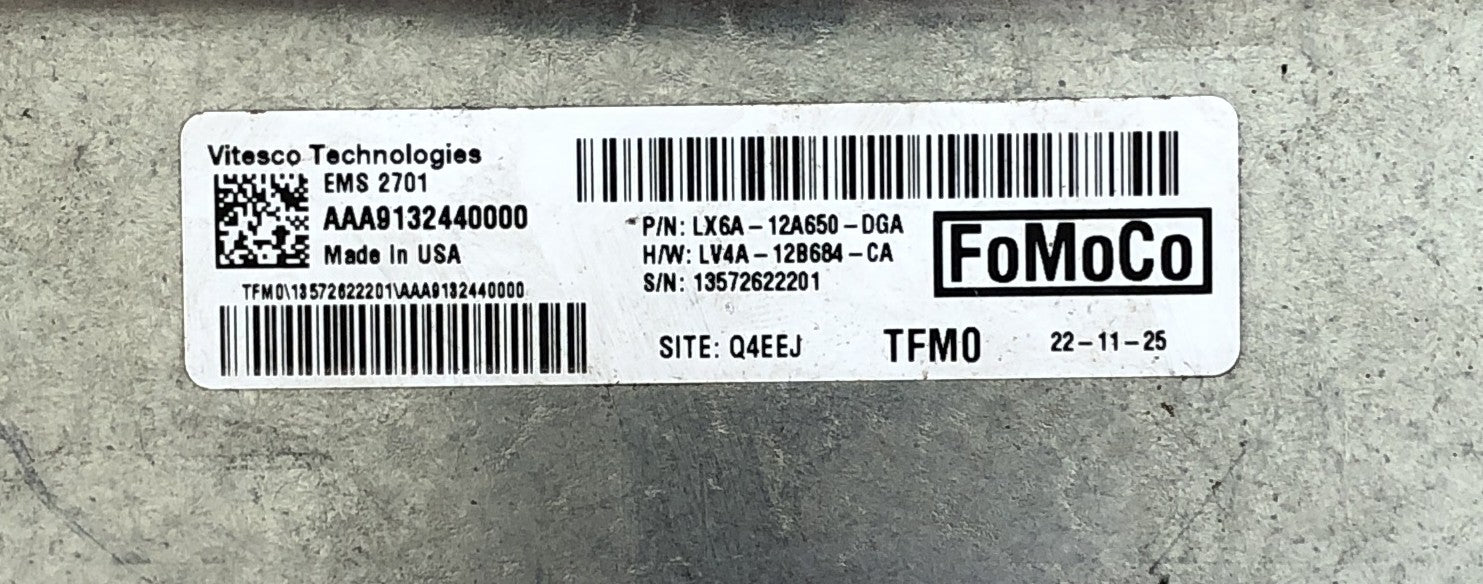 Vitesco Technologies
EMS 2701
AAA9132440000
Made in USA
TFM0\13572622201\AAA9132440000
P/N: LX6A-12A650-DGA
H/W: LV4A-12B684-CA
S/N: 13572622201
FoMoCo
SITE: Q4EEJ
TFM0
22-11-25